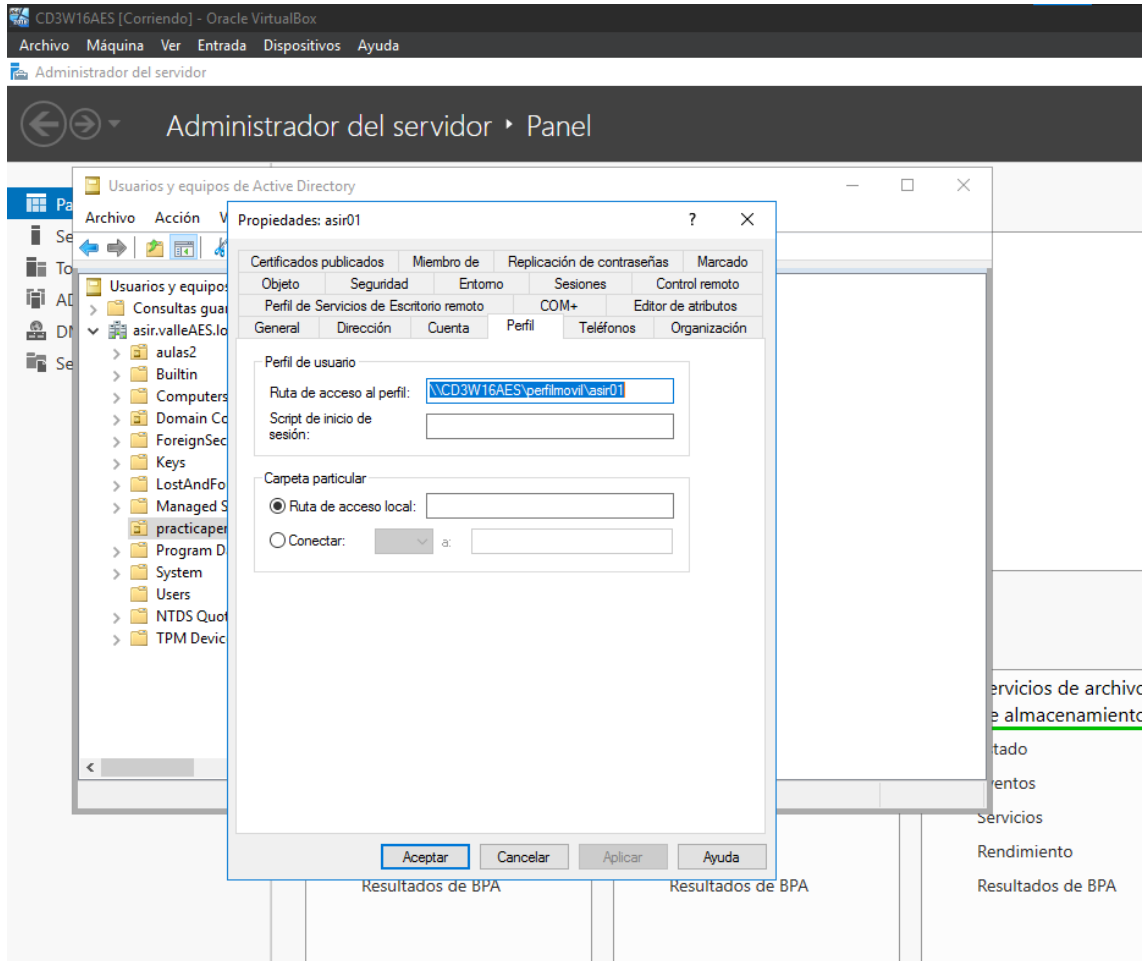 CD3W16AES [Corriendo] - Oracle VirtualBox
Archivo Máquina Ver Entrada Dispositivos Ayuda
Administrador del servidor
Administrador del servidor ‣ Panel
Usuarios y equipos de Active Directory
Archivo Acción V
Propiedades: asir01 ?
Pa
Se
To
AD
DN
Se
Usuarios y equipos
Consultas guar
asir.valleAES.lo
aulas2
Builtin
Computers
Domain Co
ForeignSec
Keys
LostAndFo
Managed S
practicaper
Program D
System
Users
NTDS Quot
TPM Devic
Certificados publicados Miembro de Replicación de contraseñas Marcado
Objeto Seguridad Entorno Sesiones Control remoto
Perfil de Servicios de Escritorio remoto COM+ Editor de atributos
General Dirección Cuenta Perfil Teléfonos Organización
Perfil de usuario
Ruta de acceso al perfil: \\CD3W16AES\perfilmovil\asir01
Script de inicio de
sesión:
Carpeta particular
Ruta de acceso local:
Conectar: a:
Aceptar Cancelar Aplicar Ayuda
Resultados de BPA Resultados de BPA
ervicios de archivo
e almacenamiento
stado
ventos
Servicios
Rendimiento
Resultados de BPA